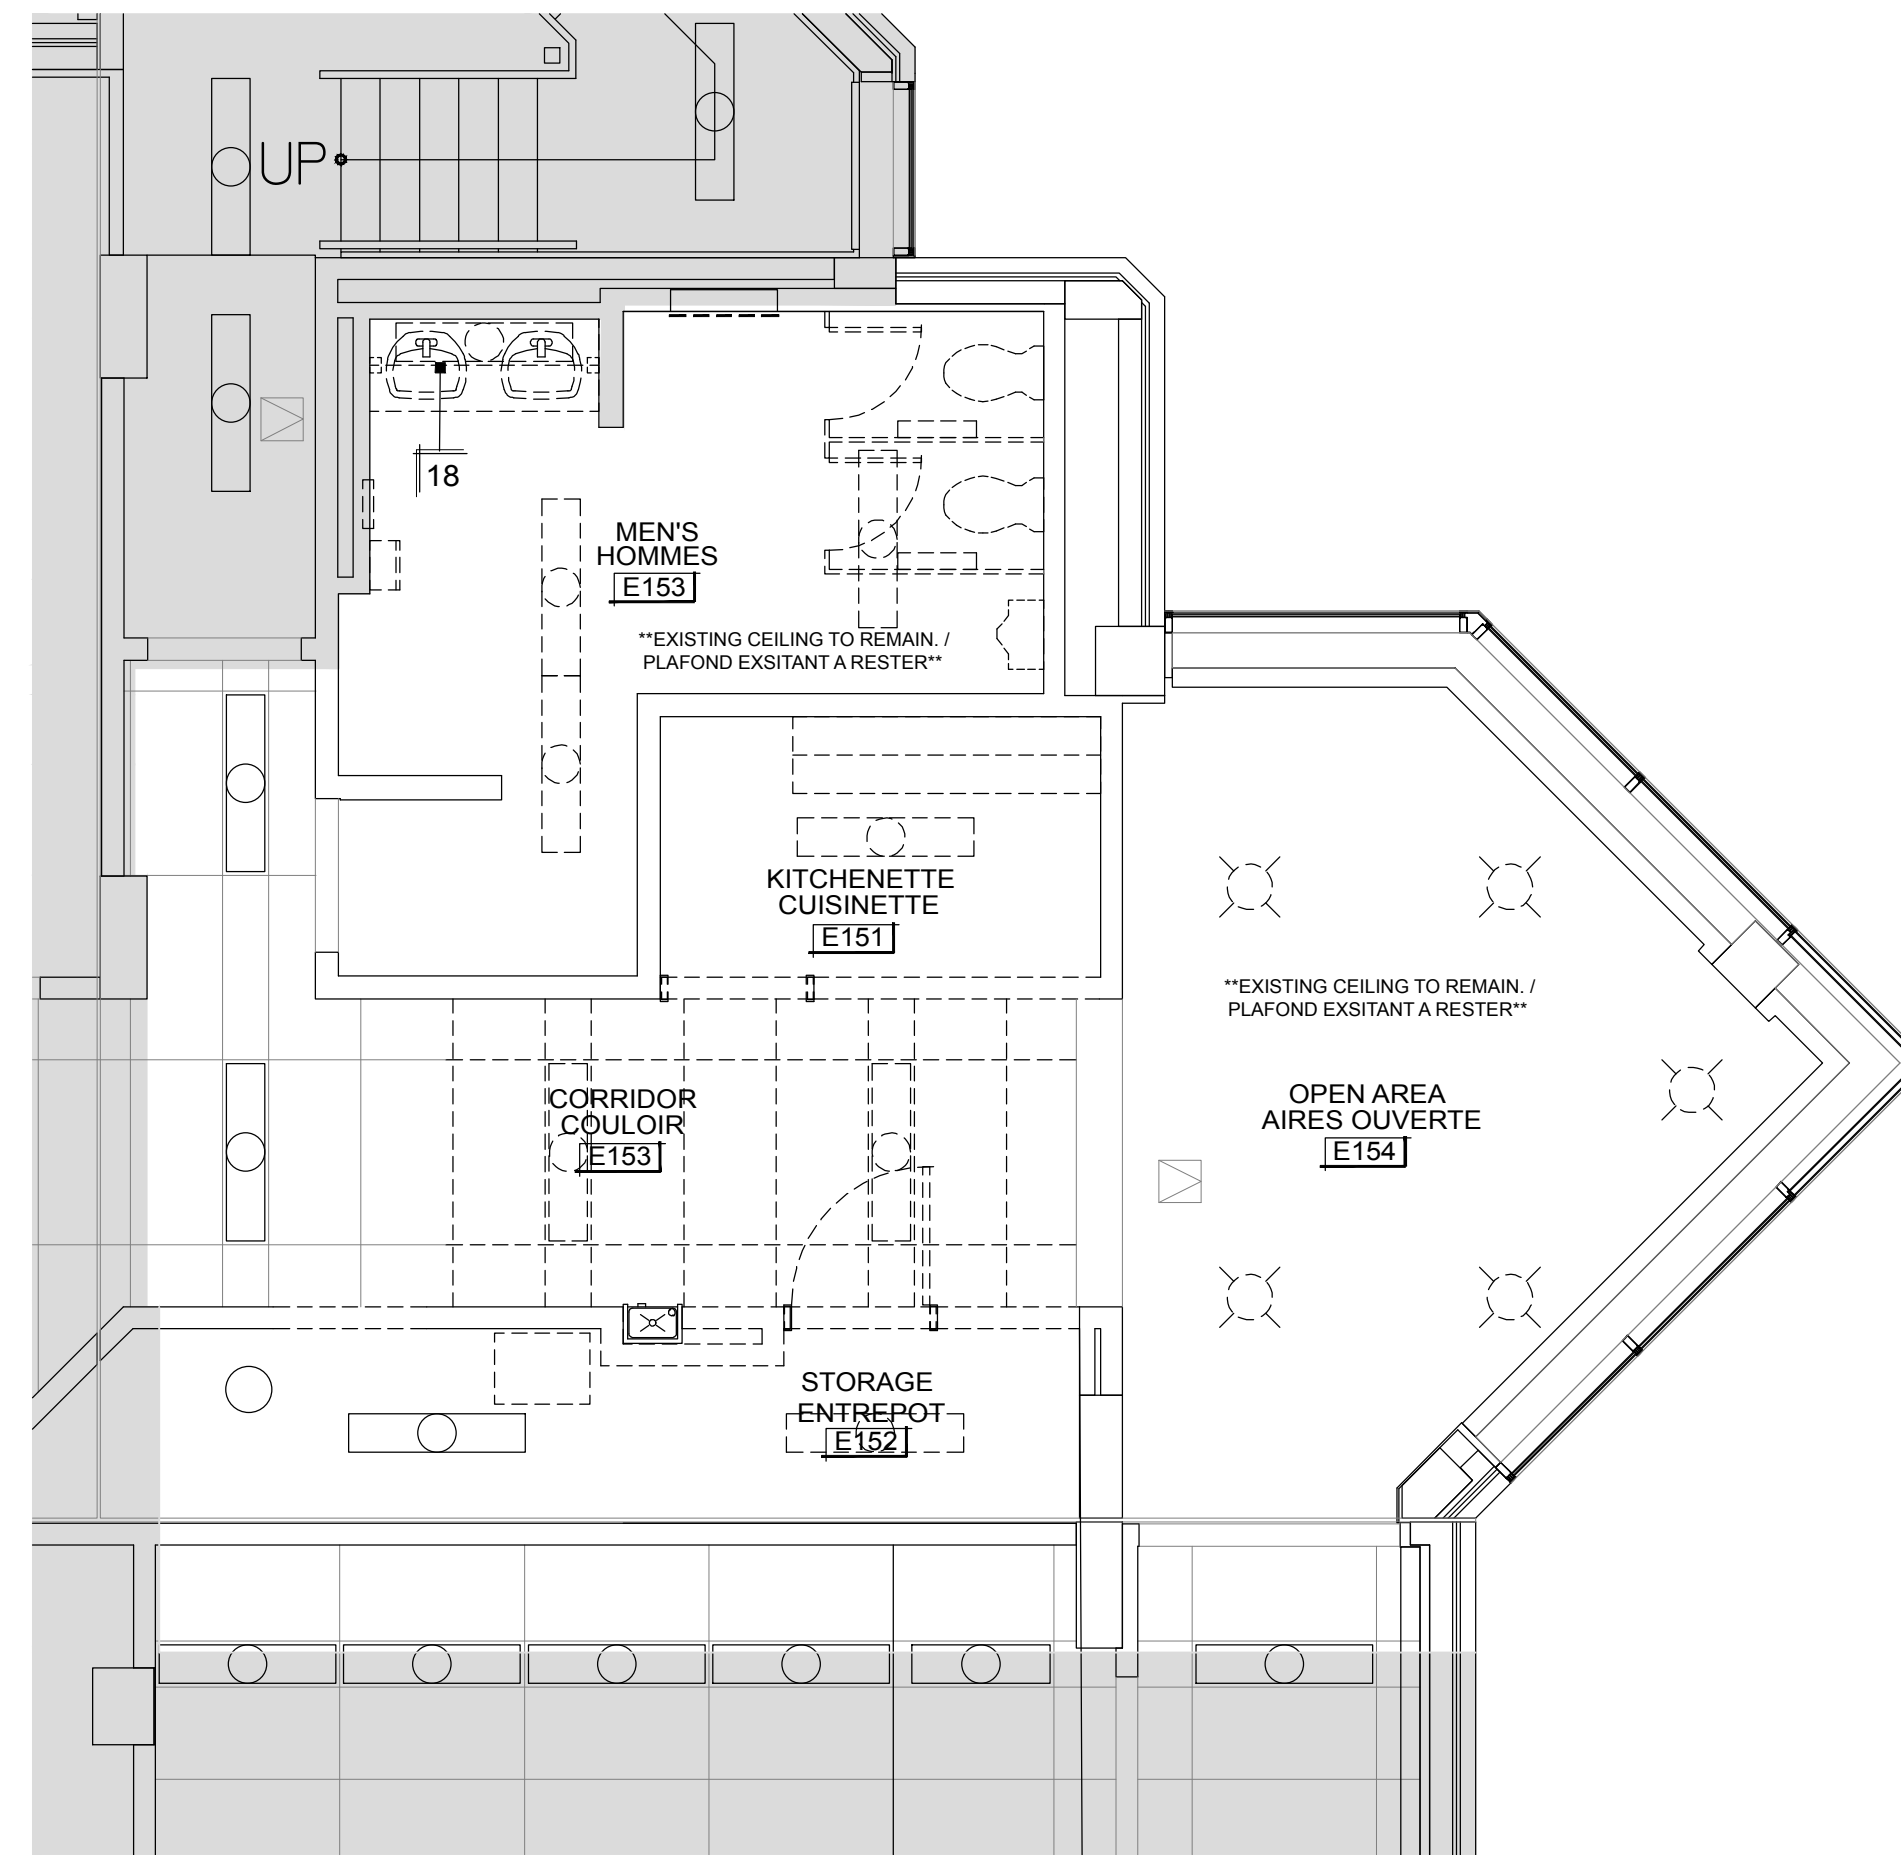 UP
18
MEN'S
HOMMES
E153
**EXISTING CEILING TO REMAIN. /
PLAFOND EXSITANT A RESTER**
KITCHENETTE
CUISINETTE
E151
**EXISTING CEILING TO REMAIN. /
PLAFOND EXSITANT A RESTER**
CORRIDOR
COULOIR
E153
OPEN AREA
AIRES OUVERTE
E154
STORAGE
ENTREPOT
E152